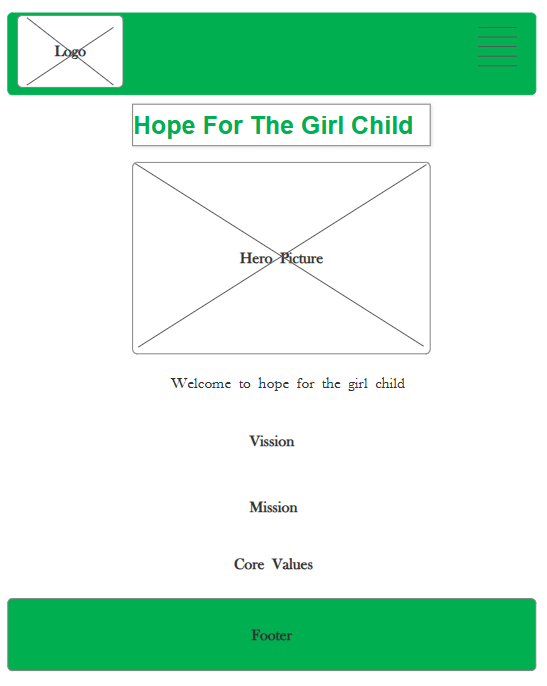 Logo
Hope For The Girl Child
Hero Picture
Welcome to hope for the girl child
Vission
Mission
Core Values
Footer